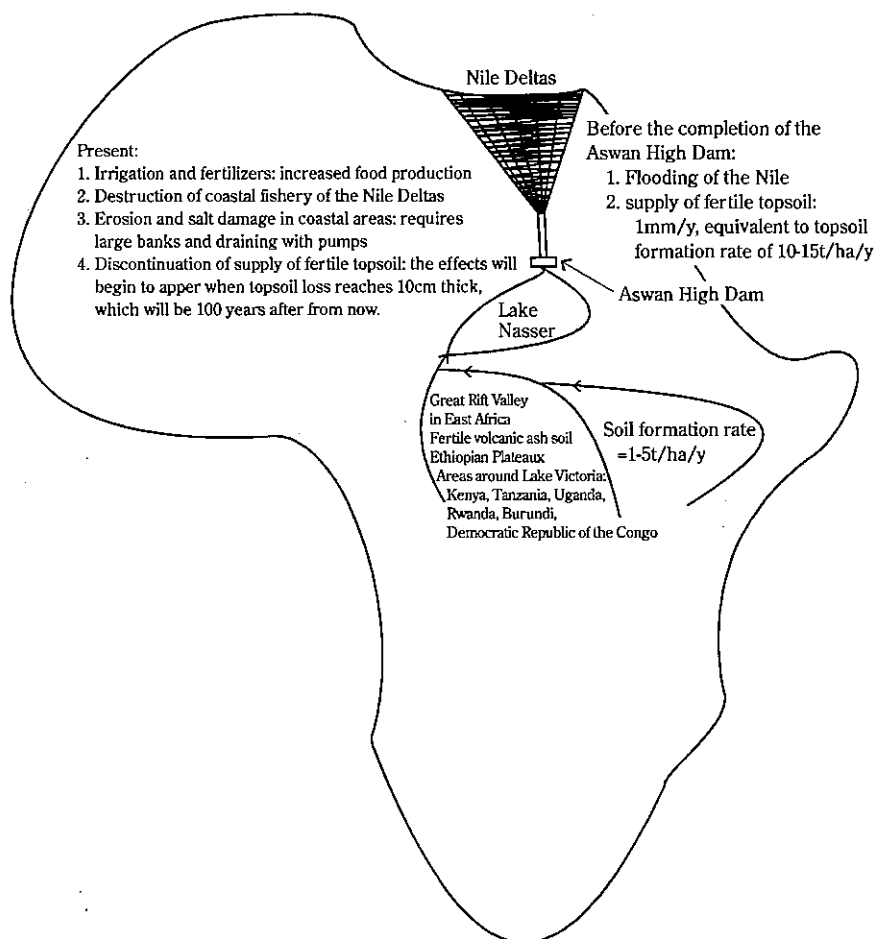 Nile Deltas
Present:
1. Irrigation and fertilizers: increased food production
2. Destruction of coastal fishery of the Nile Deltas
3. Erosion and salt damage in coastal areas: requires
large banks and draining with pumps
4. Discontinuation of supply of fertile topsoil: the effects will
begin to apper when topsoil loss reaches 10cm thick,
which will be 100 years after from now.
Before the completion of the
Aswan High Dam:
1. Flooding of the Nile
2. supply of fertile topsoil:
1mm/y, equivalent to topsoil
formation rate of 10-15t/ha/y
Aswan High Dam
Lake
Nasser
Great Rift Valley
in East Africa
Fertile volcanic ash soil
Ethiopian Plateaux
Areas around Lake Victoria:
Kenya, Tanzania, Uganda,
Rwanda, Burundi,
Democratic Republic of the Congo
Soil formation rate
=1-5t/ha/y